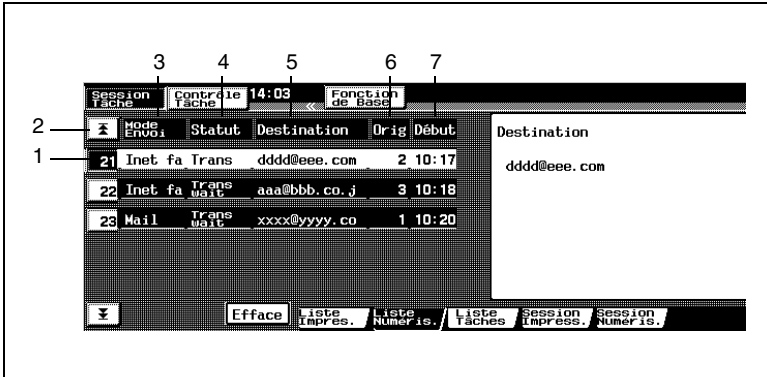 3 4 5 6 7
Session Tâche Contrôle Tâche 14:03 « Fonction de Base
2 Mode Envoi Statut Destination Orig Début Destination
1 21 Inet fa Trans dddd@eee.com 2 10:17 dddd@eee.com
22 Inet fa Trans wait aaa@bbb.co.j 3 10:18
23 Mail Trans wait xxxx@yyyy.co 1 10:20
Efface Liste Impres. Liste Numéris. Liste Tâches Session Impress. Session Numéris.